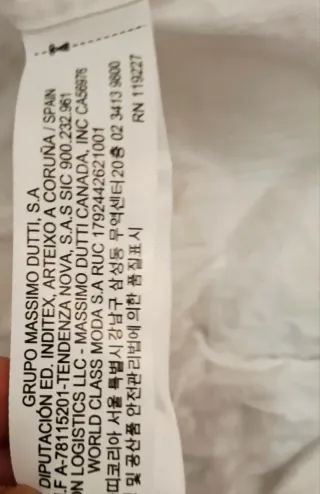 GRUPO MASSIMO DUTTI, S.A
DIPUTACIÓN ED. INDITEX, ARTEIXO A CORUÑA / SPAIN
.F A-78115201-TENDENZA NOVA, S.A.S SIC 900.232.961
ON LOGISTICS LLC - MASSIMO DUTTI CANADA, INC CA56976
WORLD CLASS MODA S.A RUC 1792442621001
띠코리아 서울 특별시 강남구 삼성동 무역센터20층 02 3413 9800
및 공산품 안전관리법에 의한 품질표시
RN 119227